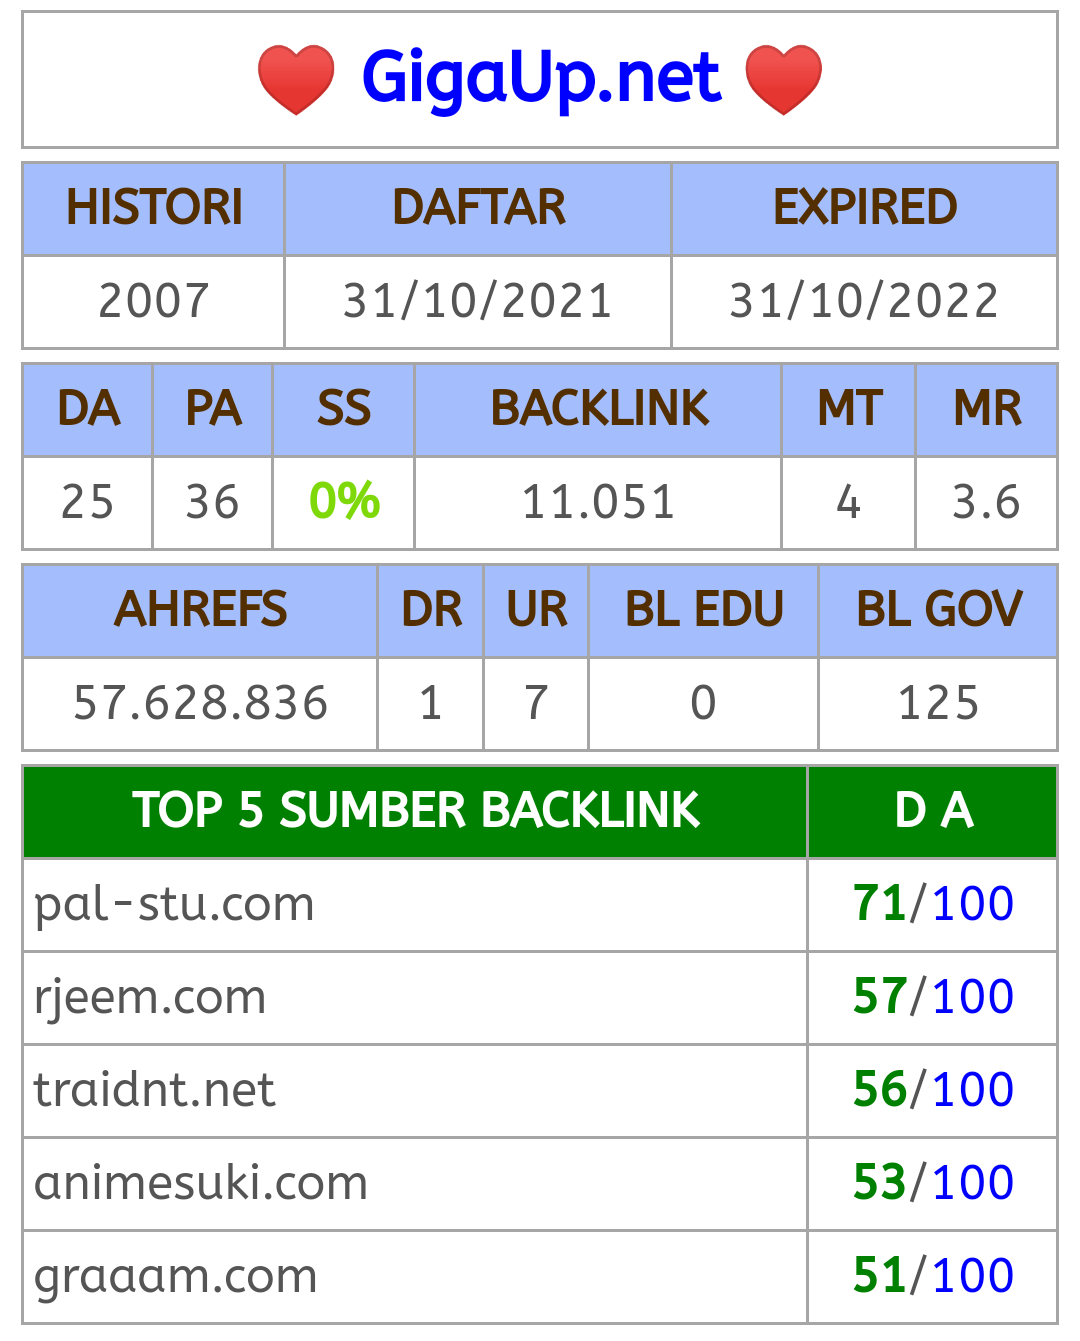 ❤️ GigaUp.net ❤️
HISTORI DAFTAR EXPIRED
2007 31/10/2021 31/10/2022
DA PA SS BACKLINK MT MR
25 36 0% 11.051 4 3.6
AHREFS DR UR BL EDU BL GOV
57.628.836 1 7 0 125
TOP 5 SUMBER BACKLINK D A
pal-stu.com 71/100
rjeem.com 57/100
traidnt.net 56/100
animesuki.com 53/100
graaam.com 51/100